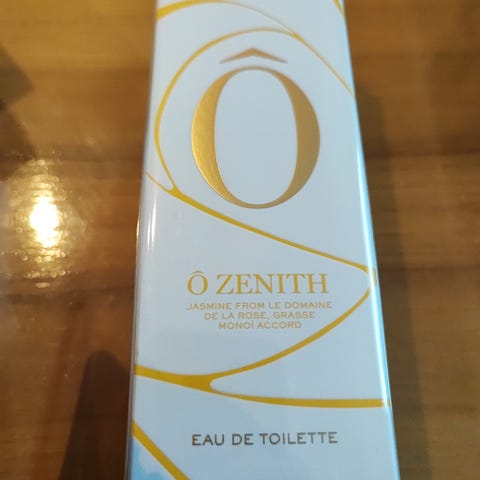 Ô
Ô ZENITH
JASMINE FROM LE DOMAINE
DE LA ROSE, GRASSE
MONOÏ ACCORD
EAU DE TOILETTE